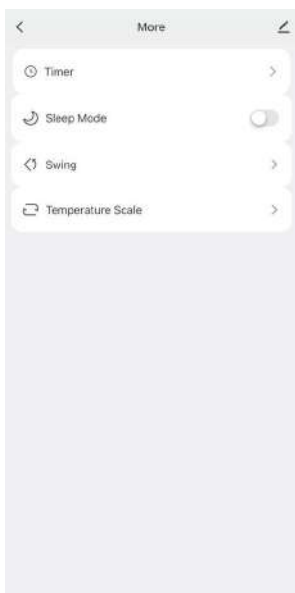 More
Timer
Sleep Mode
Swing
Temperature Scale